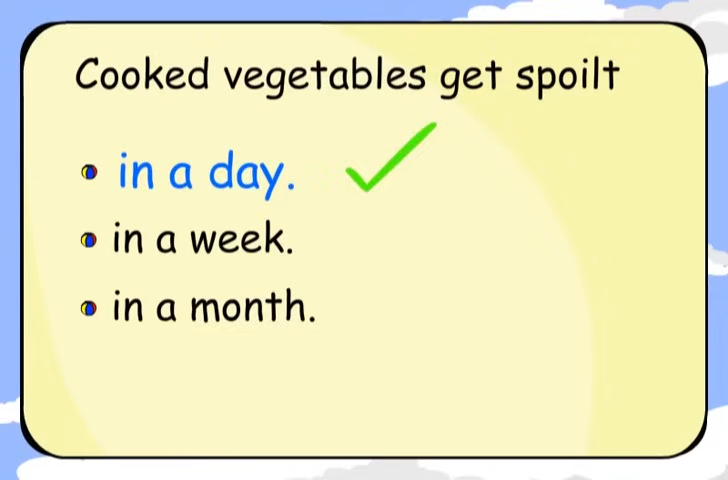 Cooked vegetables get spoilt
in a day.
in a week.
in a month.